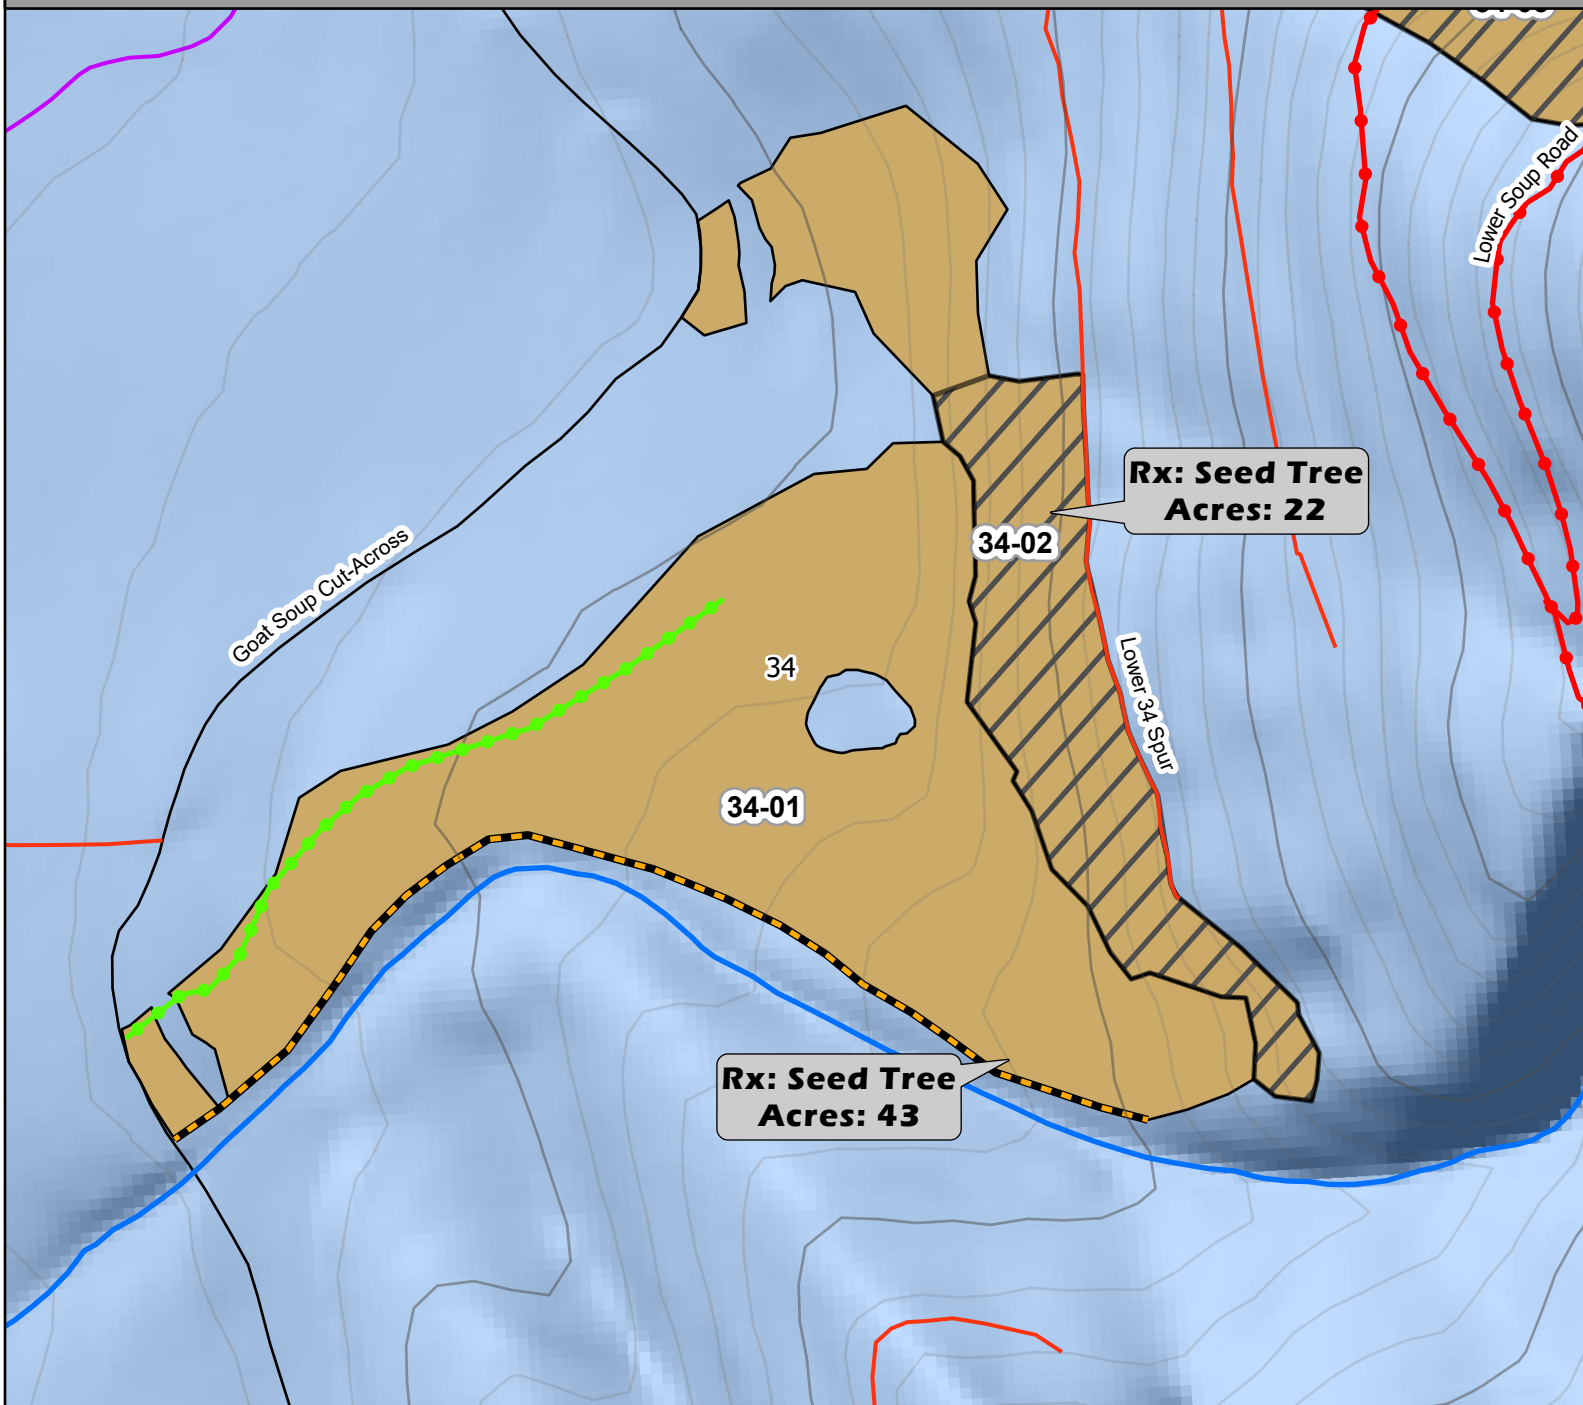 Lower Soup Road
Rx: Seed Tree
Acres: 22
34-02
Goat Soup Cut-Across
34
Lower 34 Spur
34-01
Rx: Seed Tree
Acres: 43